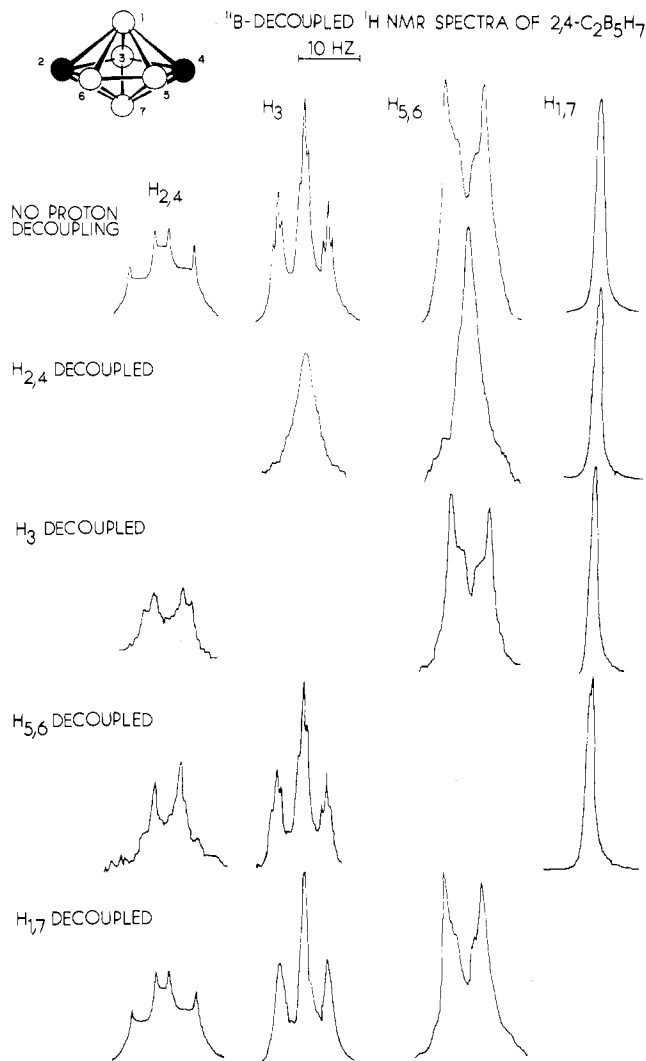 ¹¹B-DECOUPLED ¹H NMR SPECTRA OF 2,4-C₂B₅H₇
10 HZ
1
2
3
4
6
5
7
H₃
H₅,₆
H₁,₇
H₂,₄
NO PROTON
DECOUPLING
H₂,₄ DECOUPLED
H₃ DECOUPLED
H₅,₆ DECOUPLED
H₁,₇ DECOUPLED